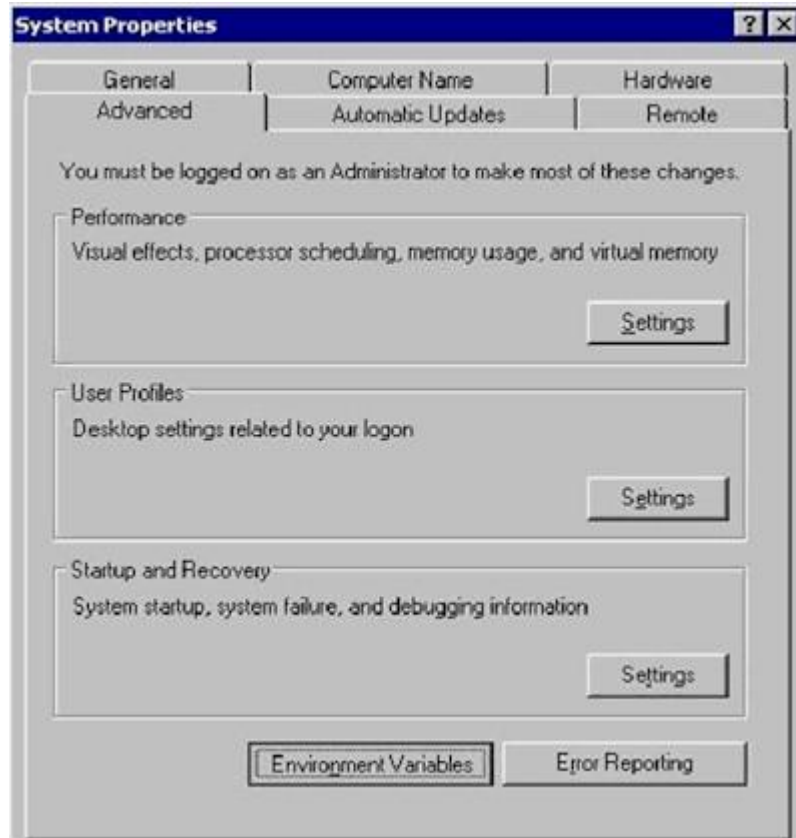 System Properties
General
Computer Name
Hardware
Advanced
Automatic Updates
Remote
You must be logged on as an Administrator to make most of these changes.
Performance
Visual effects, processor scheduling, memory usage, and virtual memory
Settings
User Profiles
Desktop settings related to your logon
Settings
Startup and Recovery
System startup, system failure, and debugging information
Settings
Environment Variables
Error Reporting